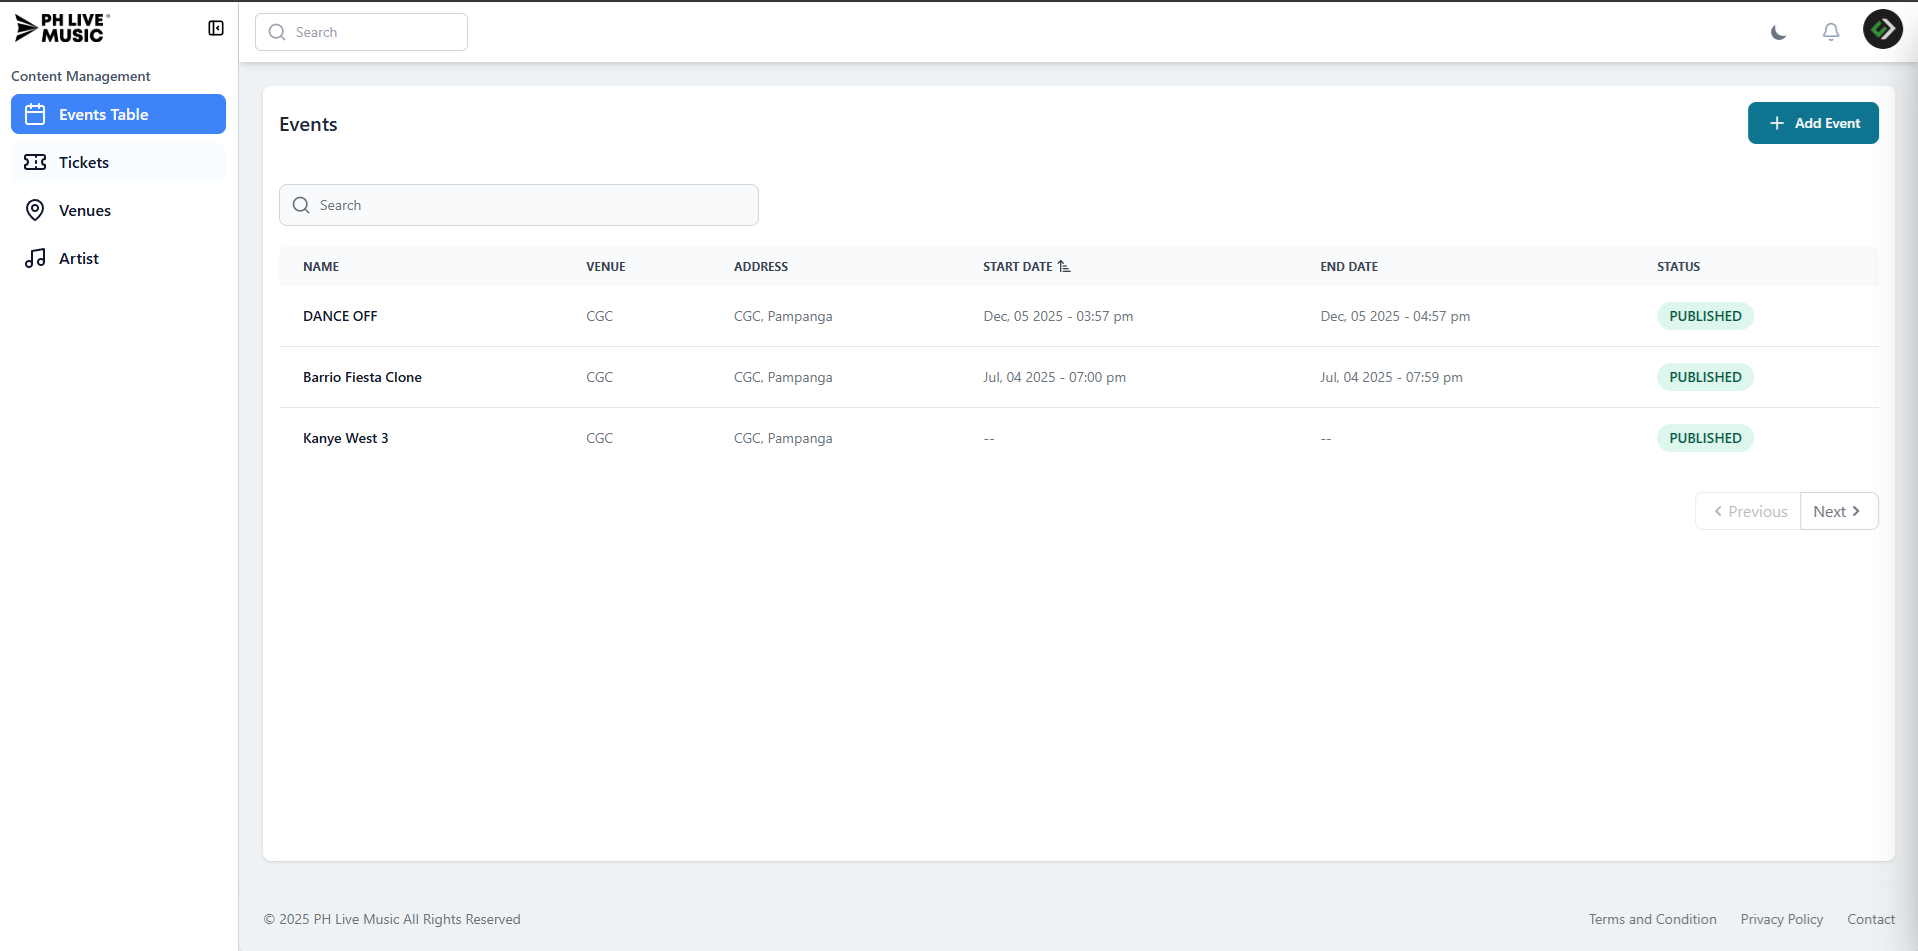 PH LIVE
MUSIC
Search
Content Management
Events Table
Tickets
Venues
Artist
Events
Add Event
Search
NAME VENUE ADDRESS START DATE END DATE STATUS
DANCE OFF CGC CGC, Pampanga Dec, 05 2025 - 03:57 pm Dec, 05 2025 - 04:57 pm PUBLISHED
Barrio Fiesta Clone CGC CGC, Pampanga Jul, 04 2025 - 07:00 pm Jul, 04 2025 - 07:59 pm PUBLISHED
Kanye West 3 CGC CGC, Pampanga -- -- PUBLISHED
Previous Next
© 2025 PH Live Music All Rights Reserved Terms and Condition Privacy Policy Contact